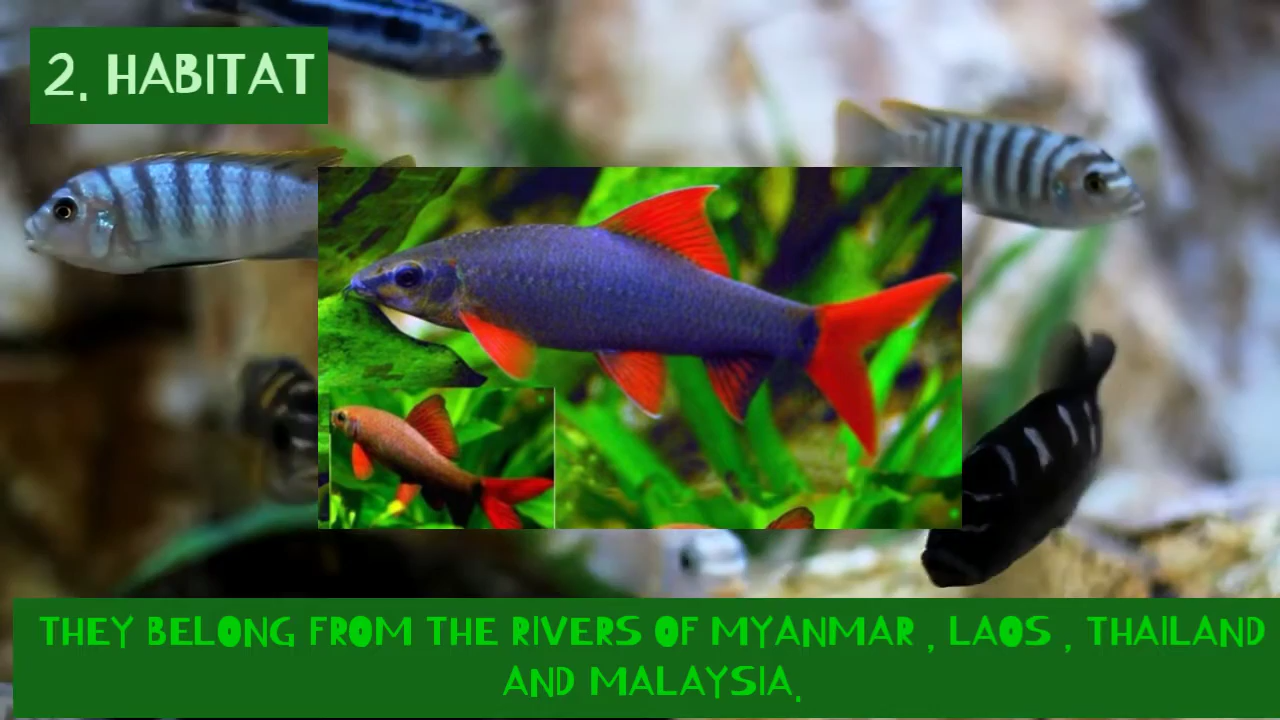 2. HABITAT
THEY BELONG FROM THE RIVERS OF MYANMAR , LAOS , THAILAND
AND MALAYSIA.